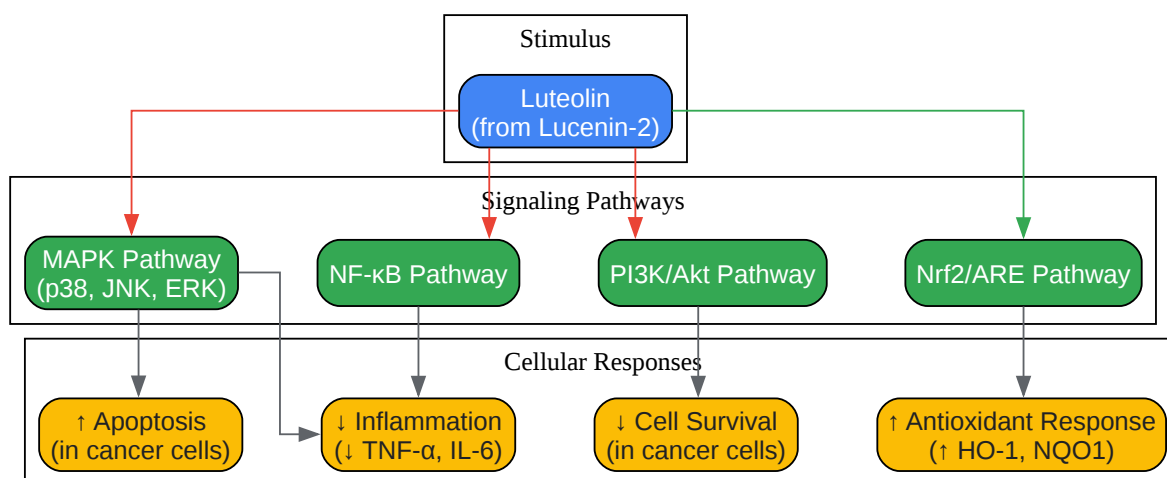 Stimulus
Luteolin
(from Lucenin-2)
Signaling Pathways
MAPK Pathway
(p38, JNK, ERK)
NF-κB Pathway
PI3K/Akt Pathway
Nrf2/ARE Pathway
Cellular Responses
↑ Apoptosis
(in cancer cells)
↓ Inflammation
(↓ TNF-α, IL-6)
↓ Cell Survival
(in cancer cells)
↑ Antioxidant Response
(↑ HO-1, NQO1)